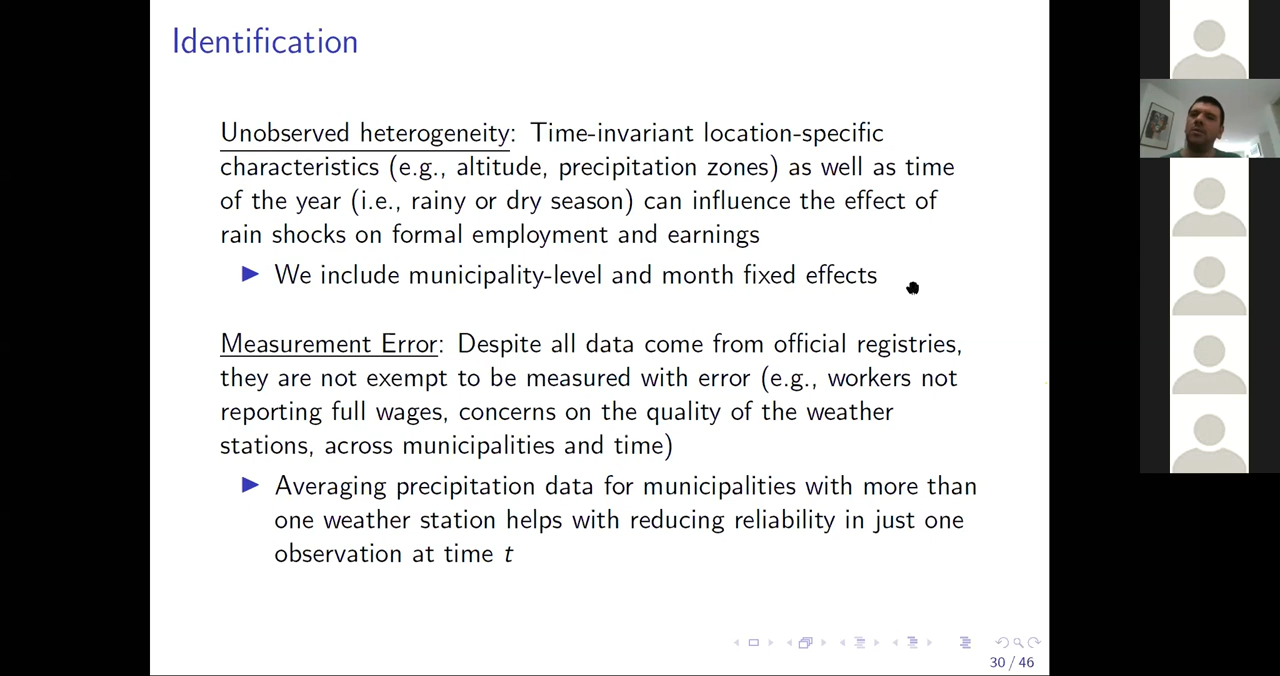 Identification
Unobserved heterogeneity: Time-invariant location-specific
characteristics (e.g., altitude, precipitation zones) as well as time
of the year (i.e., rainy or dry season) can influence the effect of
rain shocks on formal employment and earnings
▶ We include municipality-level and month fixed effects
Measurement Error: Despite all data come from official registries,
they are not exempt to be measured with error (e.g., workers not
reporting full wages, concerns on the quality of the weather
stations, across municipalities and time)
▶ Averaging precipitation data for municipalities with more than
one weather station helps with reducing reliability in just one
observation at time t
30 / 46